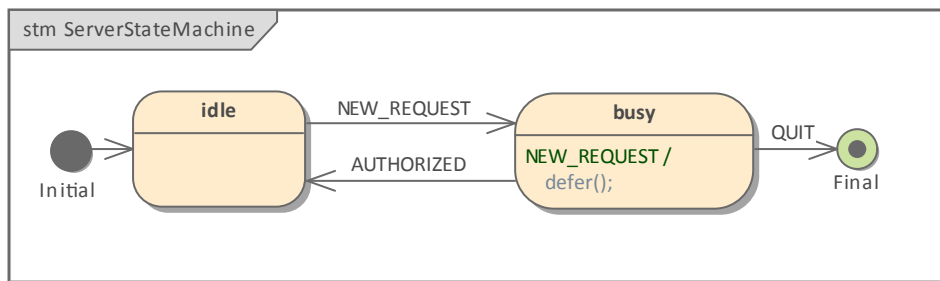 stm ServerStateMachine
idle
NEW_REQUEST
busy
NEW_REQUEST /
defer();
AUTHORIZED
QUIT
Initial
Final